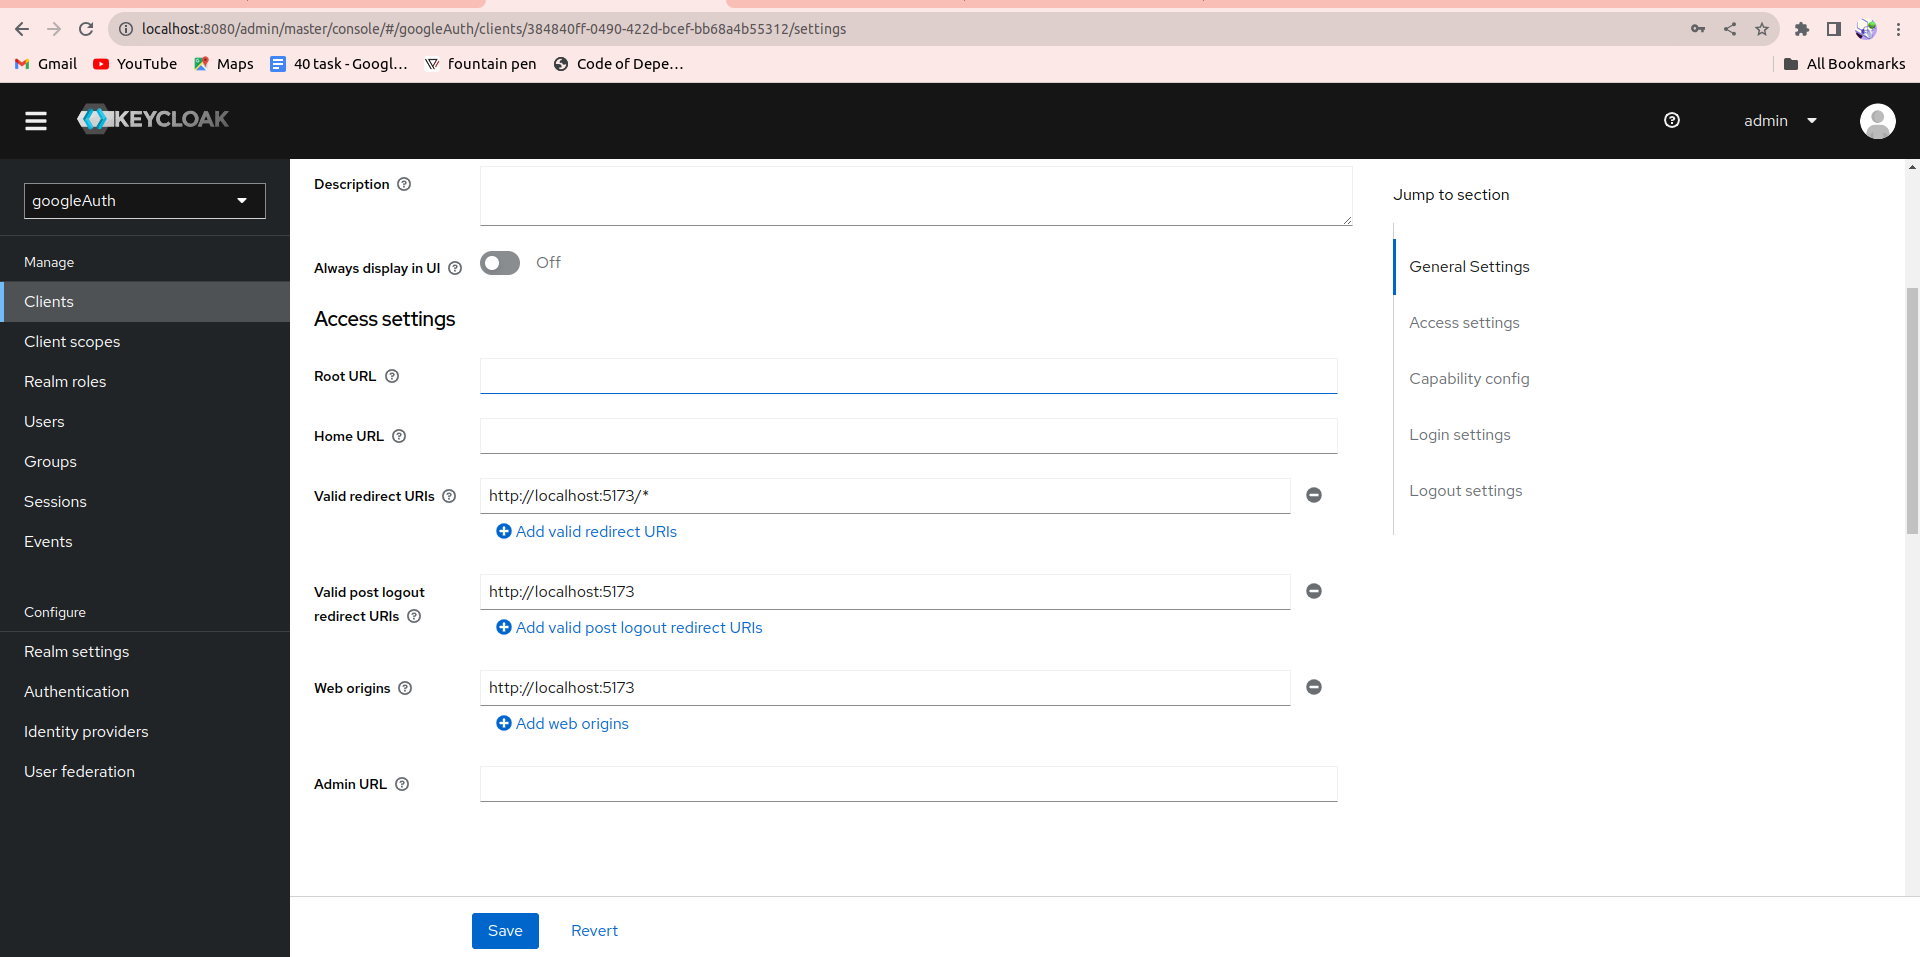 localhost:8080/admin/master/console/#/googleAuth/clients/384840ff-0490-422d-bcef-bb68a4b55312/settings
Gmail YouTube Maps 40 task - Googl... fountain pen Code of Depe... All Bookmarks
KEYCLOAK admin
googleAuth
Manage
Clients
Client scopes
Realm roles
Users
Groups
Sessions
Events
Configure
Realm settings
Authentication
Identity providers
User federation
Description
Always display in UI Off
Access settings
Root URL
Home URL
Valid redirect URIs http://localhost:5173/*
Add valid redirect URIs
Valid post logout redirect URIs http://localhost:5173
Add valid post logout redirect URIs
Web origins http://localhost:5173
Add web origins
Admin URL
Save Revert
Jump to section
General Settings
Access settings
Capability config
Login settings
Logout settings